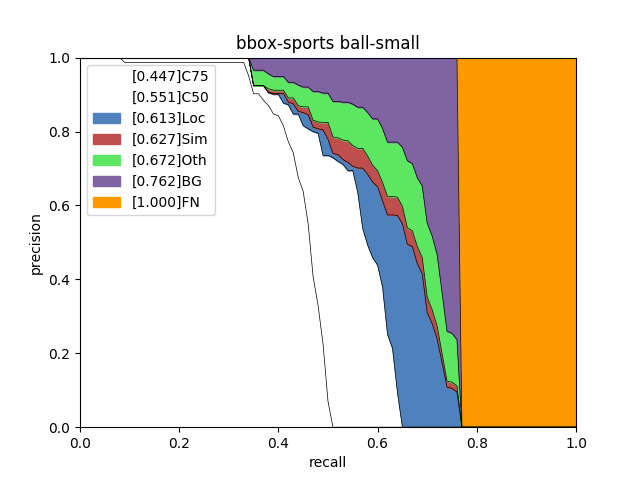 bbox-sports ball-small
1.0
0.8
0.6
0.4
0.2
0.0
precision
[0.447]C75
[0.551]C50
[0.613]Loc
[0.627]Sim
[0.672]Oth
[0.762]BG
[1.000]FN
0.0 0.2 0.4 0.6 0.8 1.0
recall